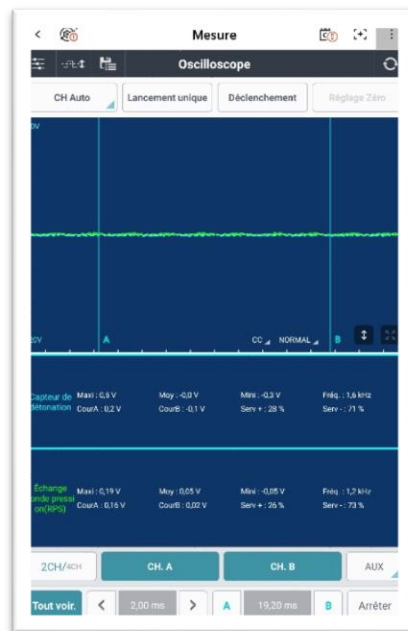 Mesure
Oscilloscope
CH Auto
Lancement unique
Déclenchement
Réglage Zéro
A
CC
NORMAL
B
Capteur de détonation
Maxi : 0,5 V
Moy : -0,0 V
Mini : -0,3 V
Fréq. : 1,6 kHz
CourA : 0,2 V
CourB : -0,1 V
Serv + : 28 %
Serv - : 71 %
Échange
onde pressi
on(RPS)
Maxi : 0,19 V
Moy : 0,05 V
Mini : -0,05 V
Fréq. : 1,2 kHz
CourA : 0,16 V
CourB : 0,02 V
Serv + : 26 %
Serv - : 73 %
2CH/4CH
CH. A
CH. B
AUX
Tout voir.
2,00 ms
A
19,20 ms
B
Arrêter